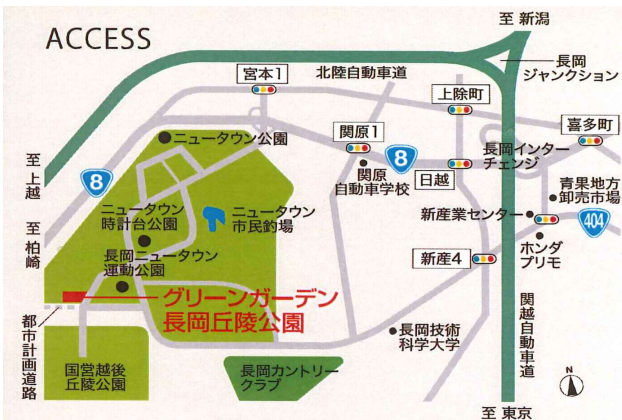 ACCESS
至 新潟
長岡
ジャンクション
北陸自動車道
宮本1
上除町
喜多町
ニュータウン公園
関原1
8
長岡インター
チェンジ
関原
自動車学校
日越
至 上越
8
至 柏崎
青果地方
卸売市場
新産業センター
404
ニュータウン
時計台公園
ニュータウン
市民釣場
ホンダ
プリモ
長岡ニュータウン
運動公園
新産4
グリーンガーデン
長岡丘陵公園
都市計画道路
関越自動車道
長岡技術
科学大学
国営越後
丘陵公園
長岡カントリー
クラブ
N
至 東京